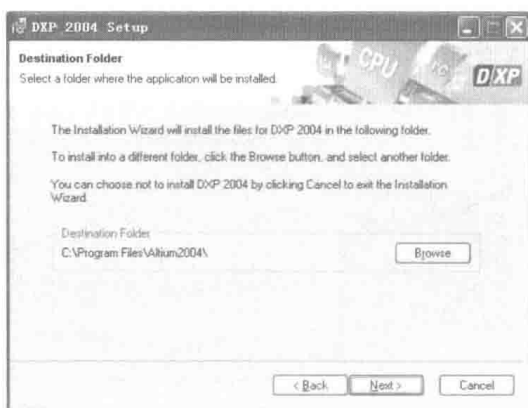 DXP 2004 Setup
Destination Folder
Select a folder where the application will be installed.
CPU
DXP
The Installation Wizard will install the files for DXP 2004 in the following folder.
To install into a different folder, click the Browse button, and select another folder.
You can choose not to install DXP 2004 by clicking Cancel to exit the Installation
Wizard.
Destination Folder
C:\Program Files\Altium2004\
Browse
< Back
Next >
Cancel